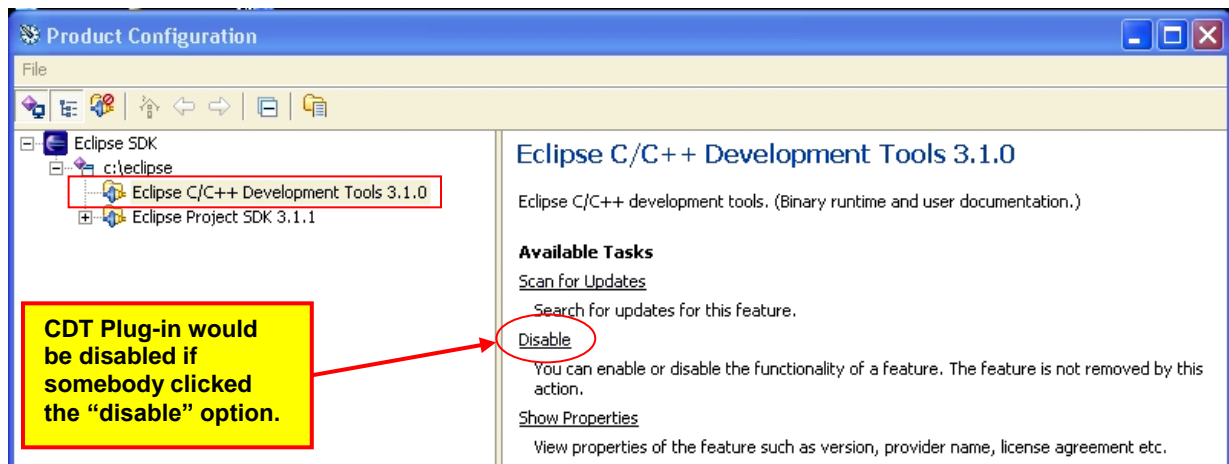 Product Configuration
File
Eclipse SDK
c:\eclipse
Eclipse C/C++ Development Tools 3.1.0
Eclipse Project SDK 3.1.1
Eclipse C/C++ Development Tools 3.1.0
Eclipse C/C++ development tools. (Binary runtime and user documentation.)
Available Tasks
Scan for Updates
Search for updates for this feature.
Disable
You can enable or disable the functionality of a feature. The feature is not removed by this
action.
Show Properties
View properties of the feature such as version, provider name, license agreement etc.
CDT Plug-in would
be disabled if
somebody clicked
the “disable” option.